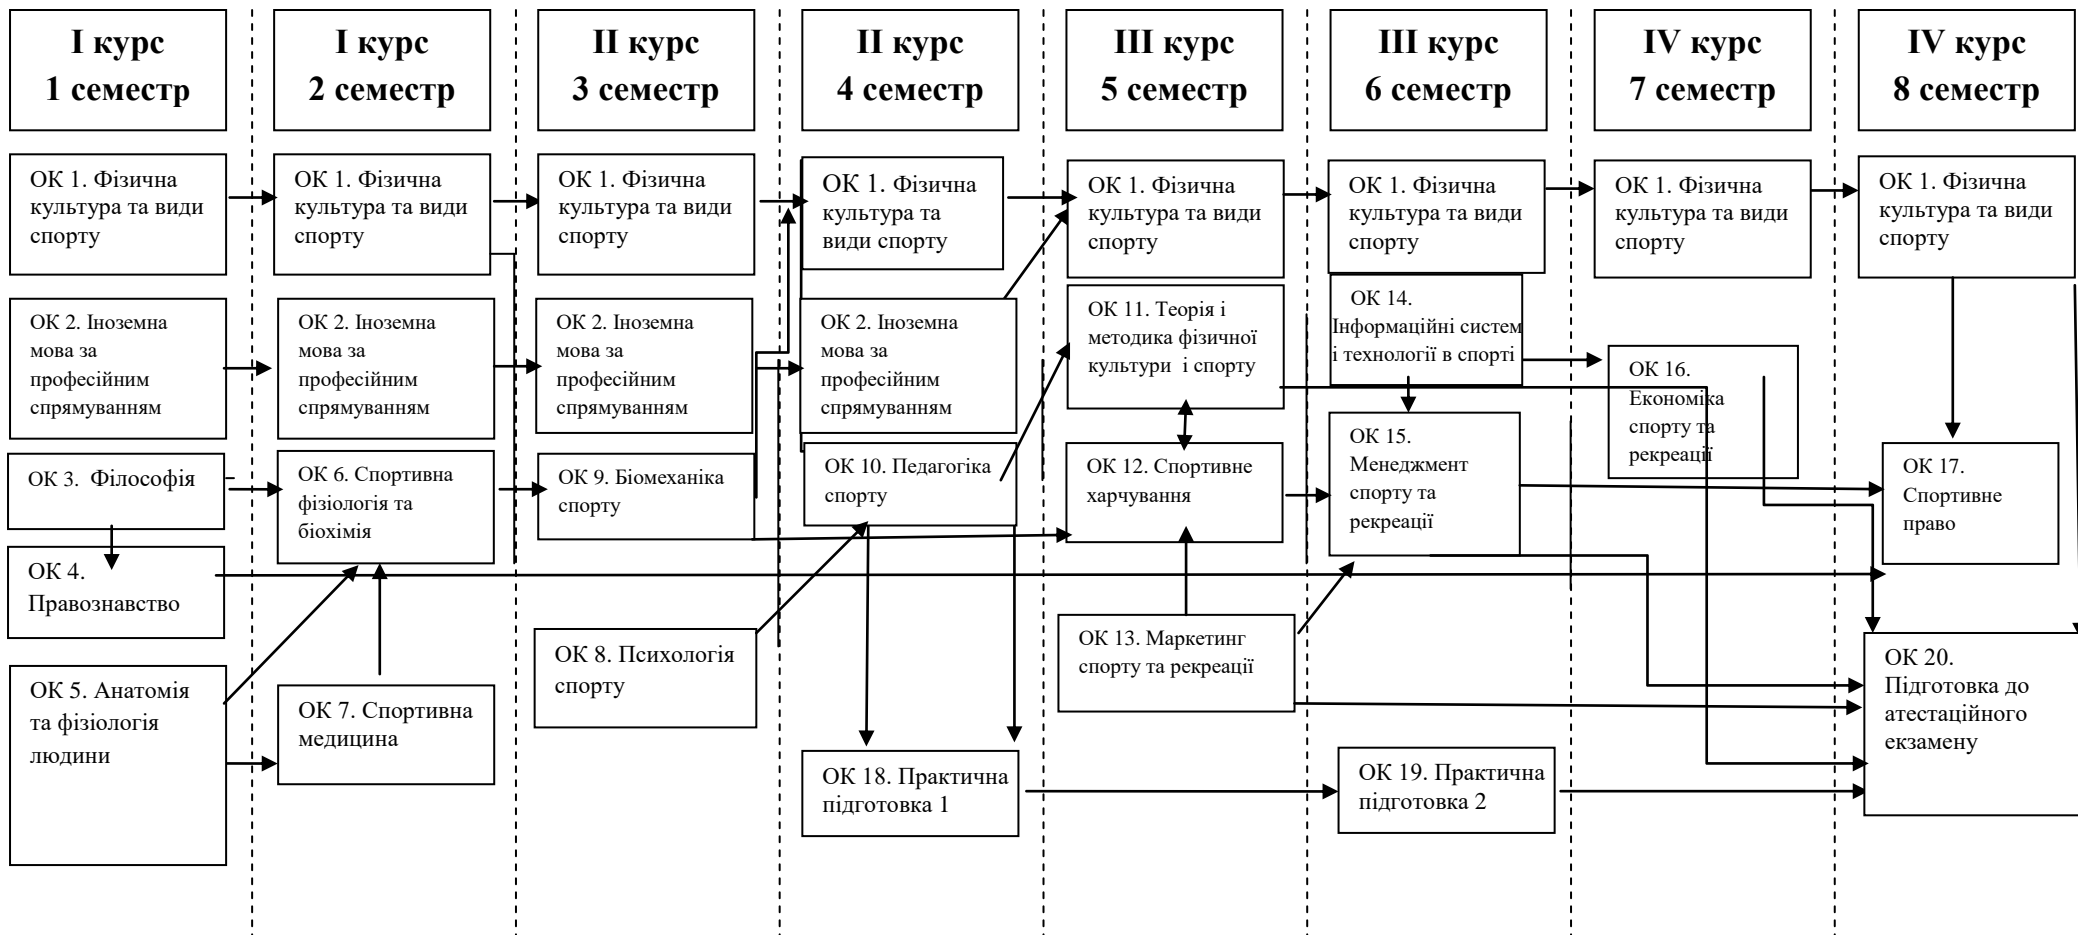 I курс
1 семестр
I курс
2 семестр
II курс
3 семестр
II курс
4 семестр
III курс
5 семестр
III курс
6 семестр
IV курс
7 семестр
IV курс
8 семестр
ОК 1. Фізична
культура та види
спорту
ОК 1. Фізична
культура та види
спорту
ОК 1. Фізична
культура та види
спорту
ОК 1. Фізична
культура та
види спорту
ОК 1. Фізична
культура та види
спорту
ОК 1. Фізична
культура та види
спорту
ОК 1. Фізична
культура та види
спорту
ОК 1. Фізична
культура та види
спорту
ОК 2. Іноземна
мова за
професійним
спрямуванням
ОК 2. Іноземна
мова за
професійним
спрямуванням
ОК 2. Іноземна
мова за
професійним
спрямуванням
ОК 2. Іноземна
мова за
професійним
спрямуванням
ОК 11. Теорія і
методика фізичної
культури і спорту
ОК 14.
Інформаційні систем
і технології в спорті
ОК 16.
Економіка
спорту та
рекреації
ОК 3. Філософія
ОК 6. Спортивна
фізіологія та
біохімія
ОК 9. Біомеханіка
спорту
ОК 10. Педагогіка
спорту
ОК 12. Спортивне
харчування
ОК 15.
Менеджмент
спорту та
рекреації
ОК 17.
Спортивне
право
ОК 4.
Правознавство
ОК 5. Анатомія
та фізіологія
людини
ОК 7. Спортивна
медицина
ОК 8. Психологія
спорту
ОК 13. Маркетинг
спорту та рекреації
ОК 20.
Підготовка до
атестаційного
екзамену
ОК 18. Практична
підготовка 1
ОК 19. Практична
підготовка 2